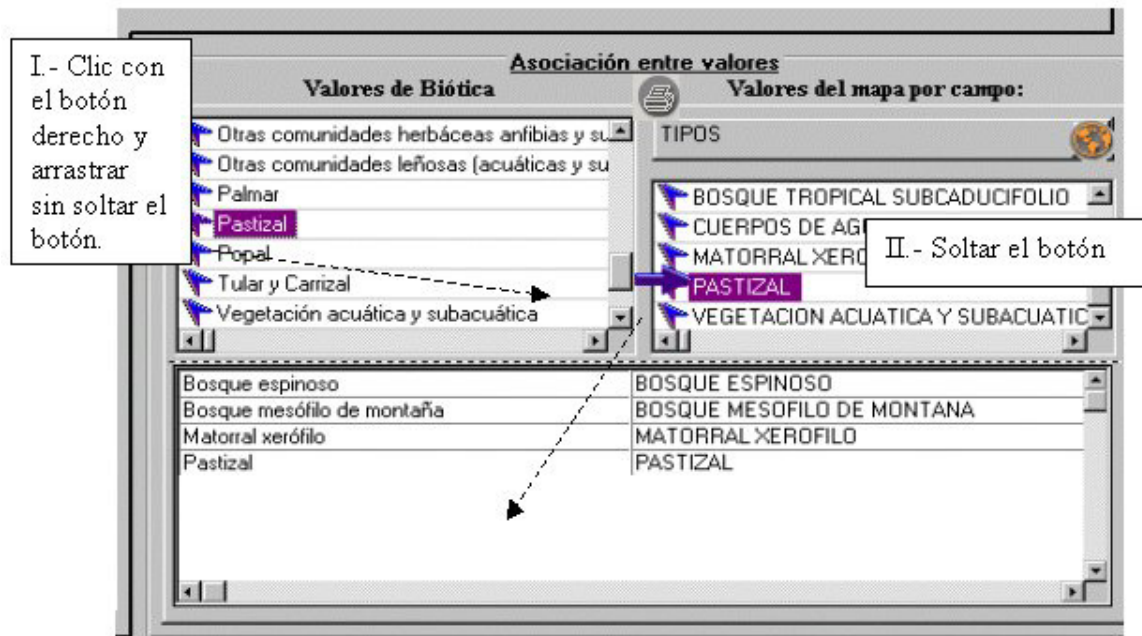 I.- Clic con
el botón
derecho y
arrastrar
sin soltar el
botón.
Asociación entre valores
Valores de Biótica
Valores del mapa por campo:
Otras comunidades herbáceas anfibias y su
Otras comunidades leñosas (acuáticas y su
Palmar
Pastizal
Popal
Tular y Carrizal
Vegetación acuática y subacuática
TIPOS
BOSQUE TROPICAL SUBCADUCIFOLIO
CUERPOS DE AG
MATORRAL XERO
PASTIZAL
VEGETACION ACUATICA Y SUBACUATIC
II.- Soltar el botón
Bosque espinoso BOSQUE ESPINOSO
Bosque mesófilo de montaña BOSQUE MESOFILO DE MONTANA
Matorral xerófilo MATORRAL XEROFILO
Pastizal PASTIZAL